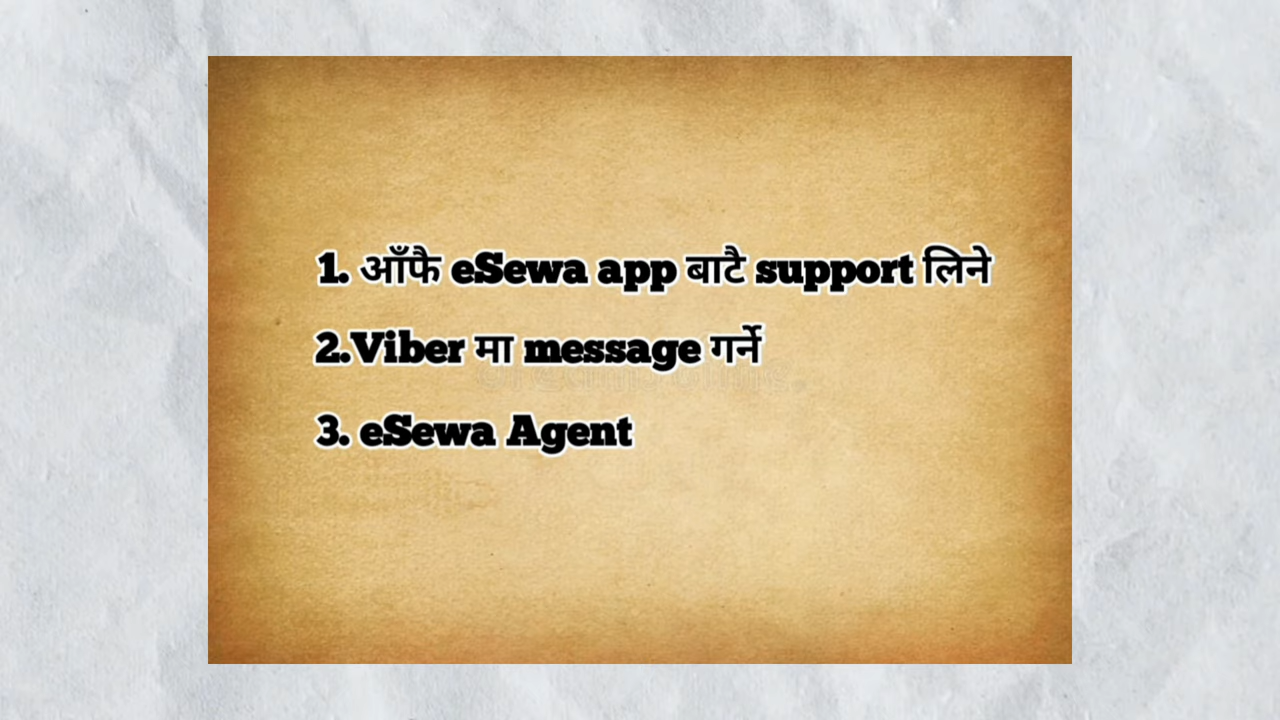 1. आँफै eSewa app बाटै support लिने
2.Viber मा message गर्ने
3. eSewa Agent